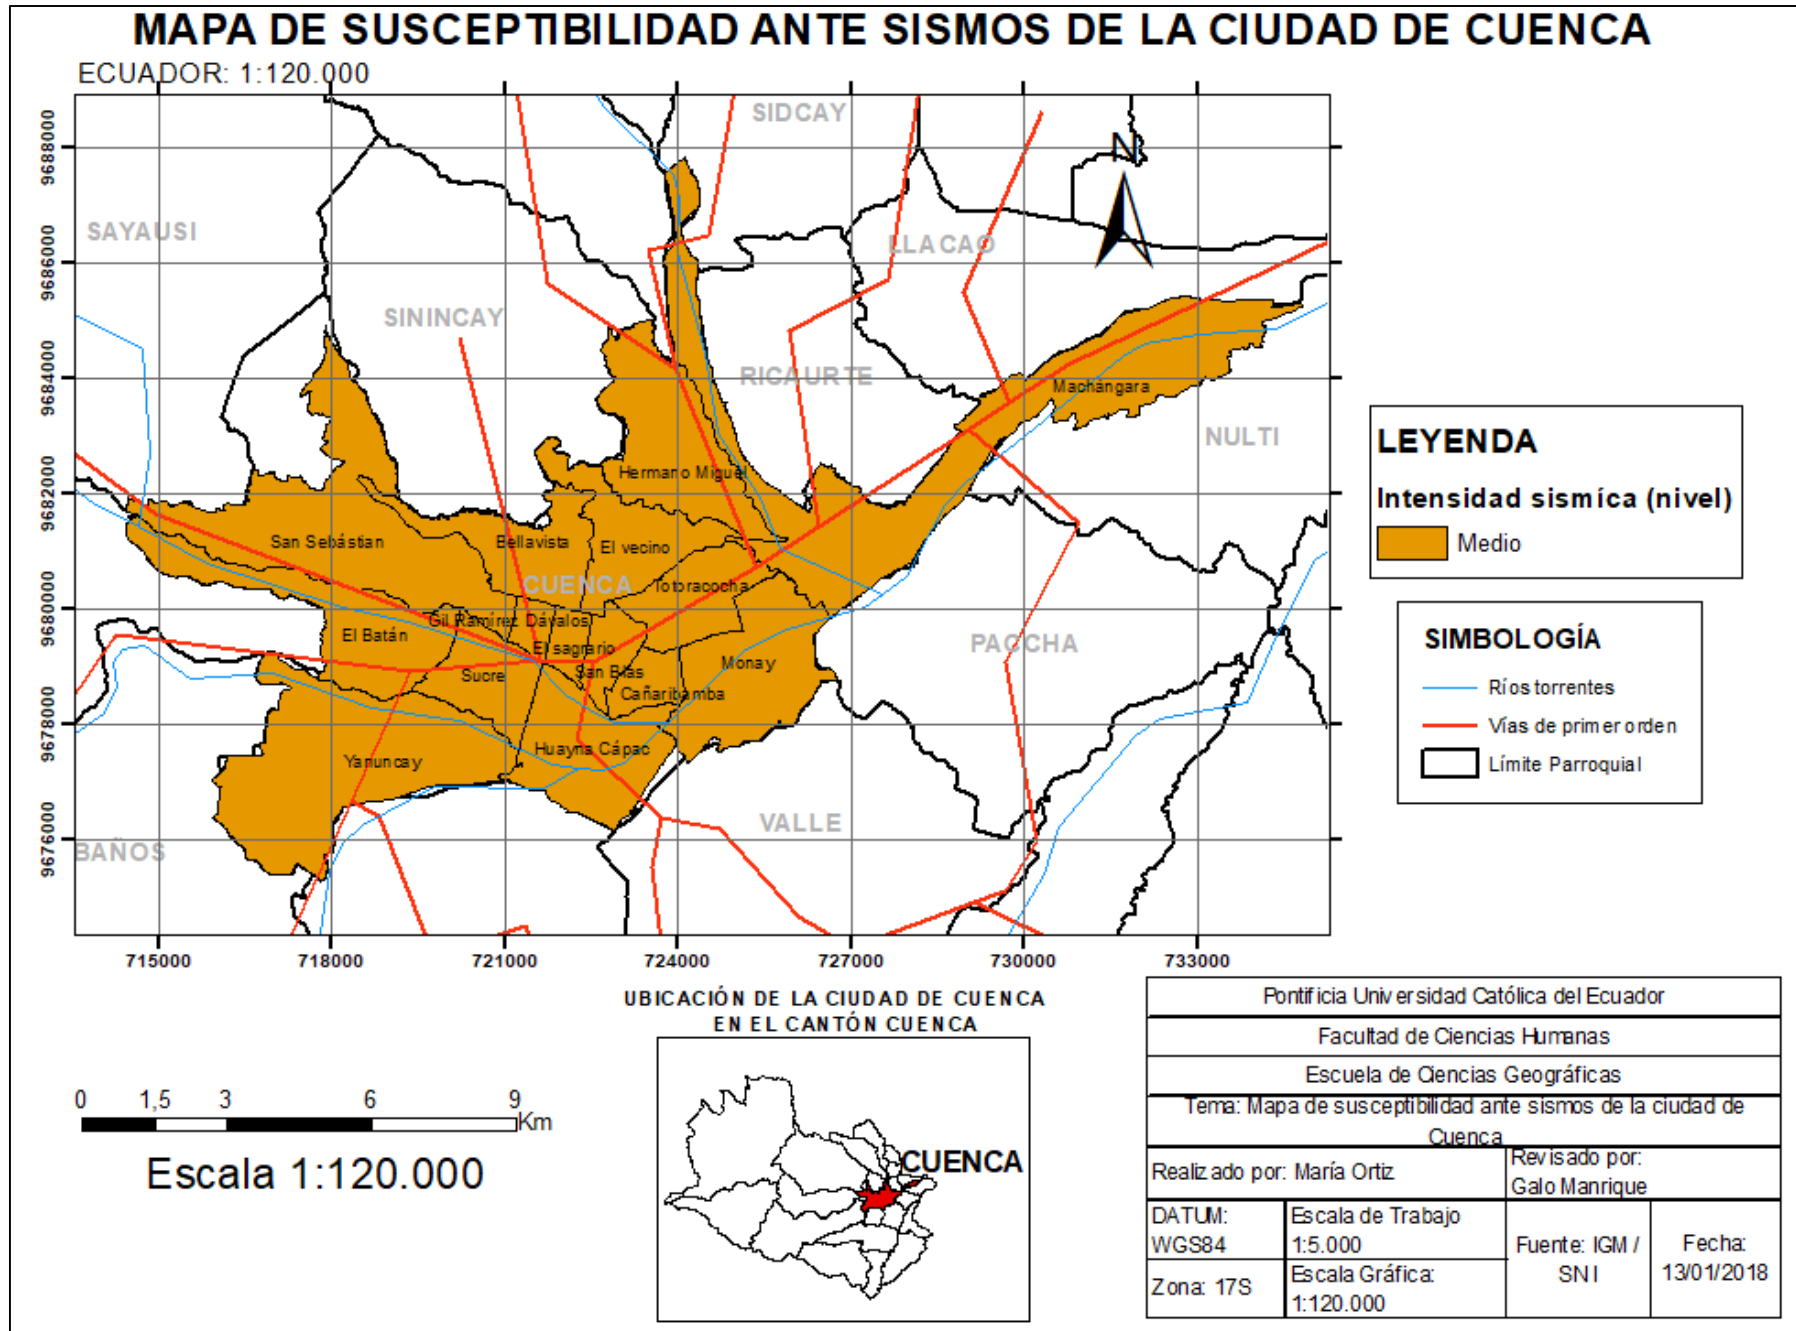 MAPA DE SUSCEPTIBILIDAD ANTE SISMOS DE LA CIUDAD DE CUENCA
ECUADOR: 1:120.000
9688000
9686000
9684000
9682000
9680000
9678000
9676000
SIDCAY
N
SAYAUSI
LLACAO
SININCAY
RICAURTE
Machángara
NULTI
Hermano Miguel
San Sebástian
Bellavista
El vecino
CUENCA
Totoracocha
Gil Ramírez Dávalos
El Batán
El sagrario
PACCHA
Sucre
San Blas
Monay
Cañaribamba
Huayna Cápac
Yanuncay
VALLE
BAÑOS
715000
718000
721000
724000
727000
730000
733000
LEYENDA
Intensidad sismíca (nivel)
Medio
SIMBOLOGÍA
Ríos torrentes
Vías de primer orden
Límite Parroquial
UBICACIÓN DE LA CIUDAD DE CUENCA
EN EL CANTÓN CUENCA
CUENCA
0 1,5 3 6 9
Km
Escala 1:120.000
Pontificia Universidad Católica del Ecuador
Facultad de Ciencias Humanas
Escuela de Ciencias Geográficas
Tema: Mapa de susceptibilidad ante sismos de la ciudad de
Cuenca
Realizado por: María Ortiz
Revisado por:
Galo Manrique
DATUM:
WGS84
Escala de Trabajo
1:5.000
Zona: 17S
Escala Gráfica:
1:120.000
Fuente: IGM /
SNI
Fecha:
13/01/2018